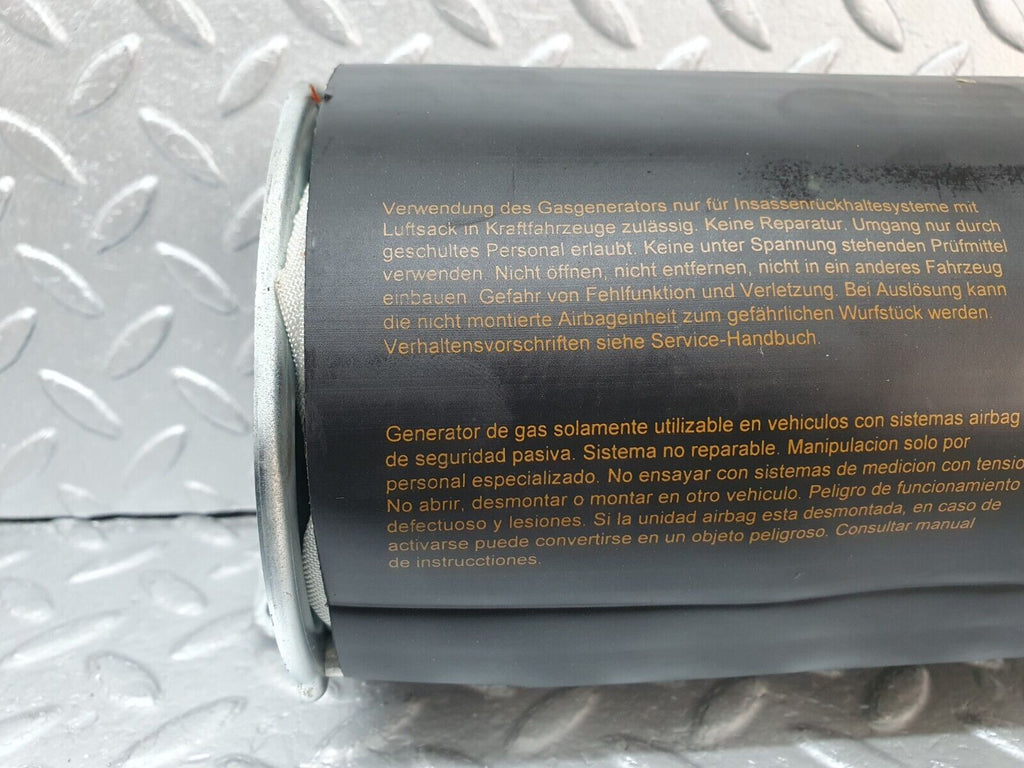 Verwendung des Gasgenerators nur für Insassenrückhaltesysteme mit
Luftsack in Kraftfahrzeuge zulässig. Keine Reparatur. Umgang nur durch
geschultes Personal erlaubt. Keine unter Spannung stehenden Prüfmittel
verwenden. Nicht öffnen, nicht entfernen, nicht in ein anderes Fahrzeug
einbauen. Gefahr von Fehlfunktion und Verletzung. Bei Auslösung kann
die nicht montierte Airbageinheit zum gefährlichen Wurfstück werden.
Verhaltensvorschriften siehe Service-Handbuch.
Generator de gas solamente utilizable en vehiculos con sistemas airbag
de seguridad pasiva. Sistema no reparable. Manipulacion solo por
personal especializado. No ensayar con sistemas de medicion con tensio
No abrir, desmontar o montar en otro vehiculo. Peligro de funcionamiento
defectuoso y lesiones. Si la unidad airbag esta desmontada, en caso de
activarse puede convertirse en un objeto peligroso. Consultar manual
de instrucctiones.